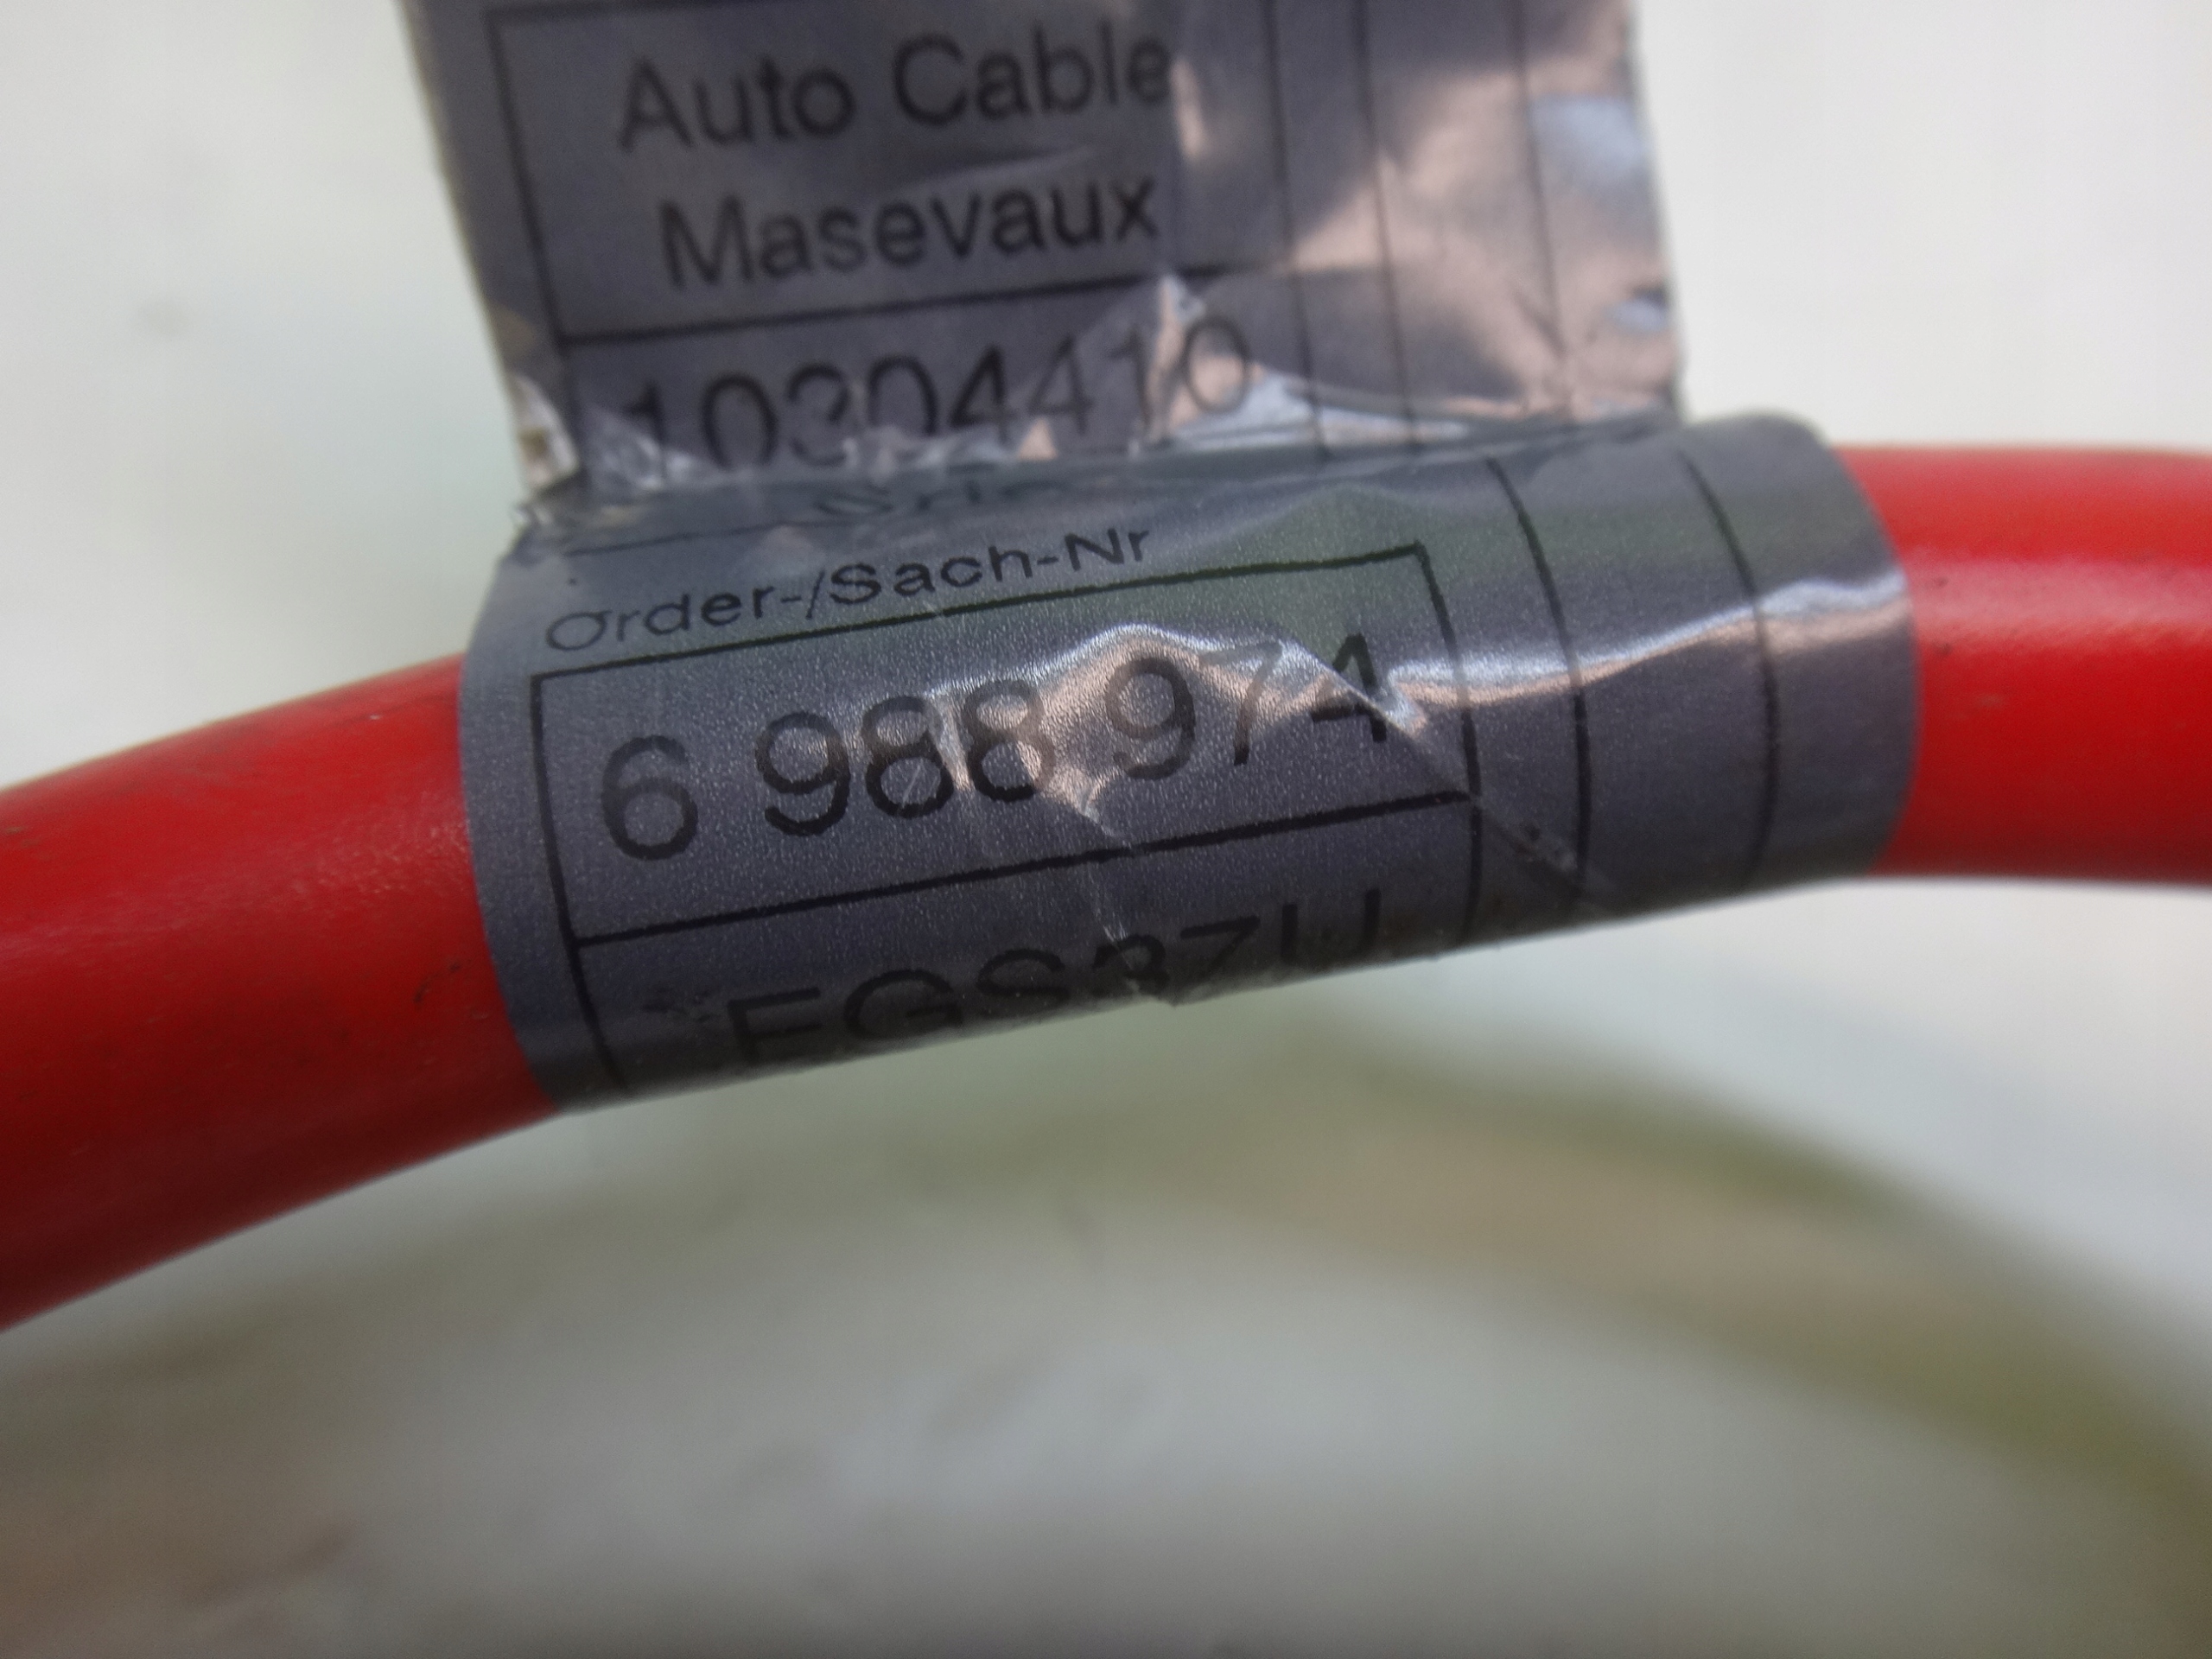 Auto Cable
Masevaux
10304410
Order-/Sach-Nr
6 988 974